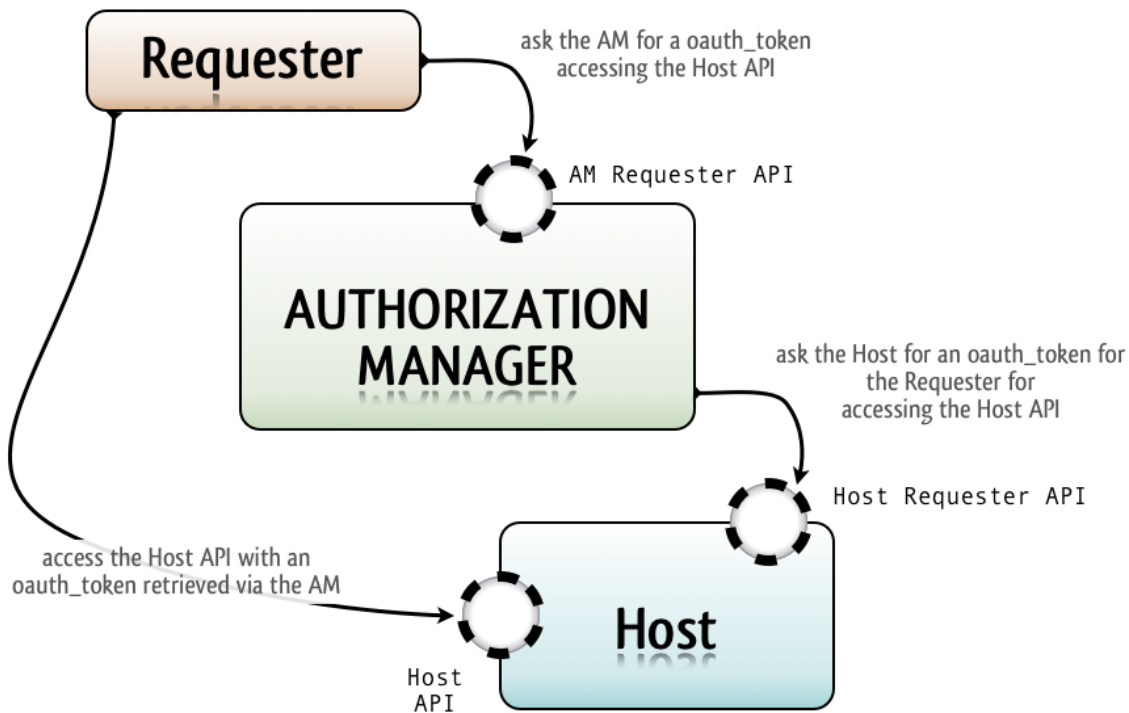 Requester
ask the AM for a oauth_token
accessing the Host API
AM Requester API
AUTHORIZATION
MANAGER
ask the Host for an oauth_token for
the Requester for
accessing the Host API
Host Requester API
access the Host API with an
oauth_token retrieved via the AM
Host
Host
API